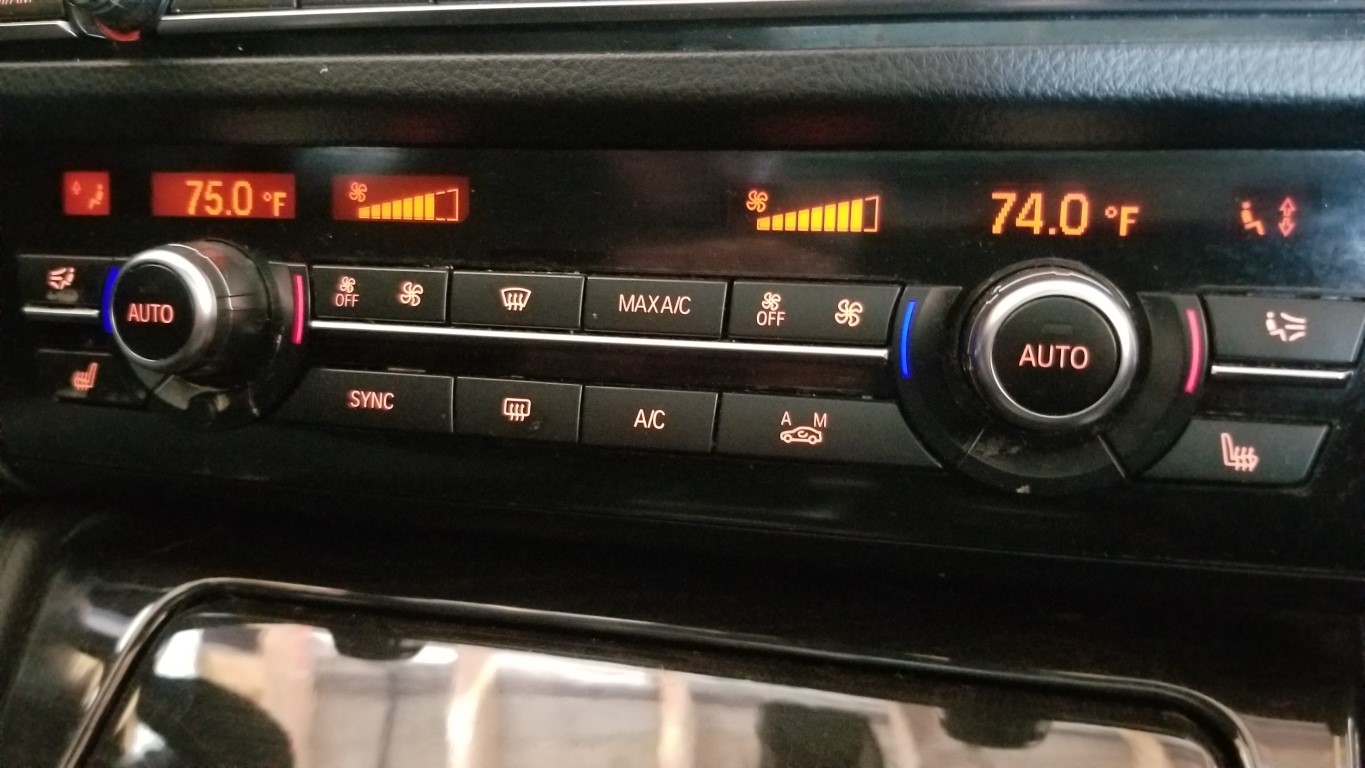 75.0 °F
74.0 °F
AUTO
OFF
MAX A/C
OFF
AUTO
SYNC
A/C
A M